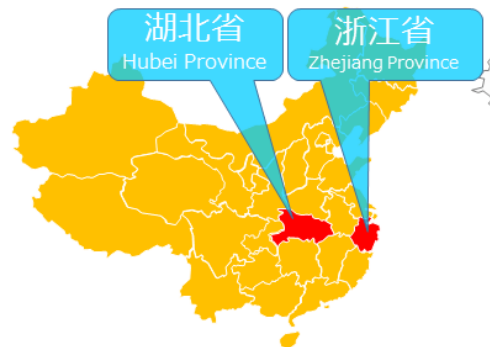 湖北省
Hubei Province
浙江省
Zhejiang Province